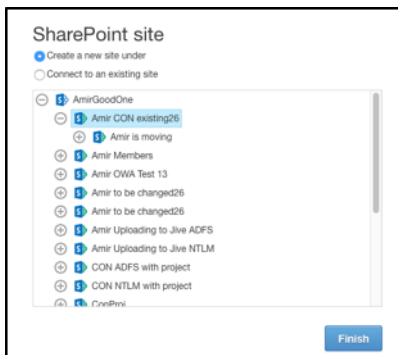 SharePoint site
Create a new site under
Connect to an existing site
AmirGoodOne
Amir CON existing26
Amir is moving
Amir Members
Amir OWA Test 13
Amir to be changed26
Amir to be changed26
Amir Uploading to Jive ADFS
Amir Uploading to Jive NTLM
CON ADFS with project
CON NTLM with project
ConProj
Finish